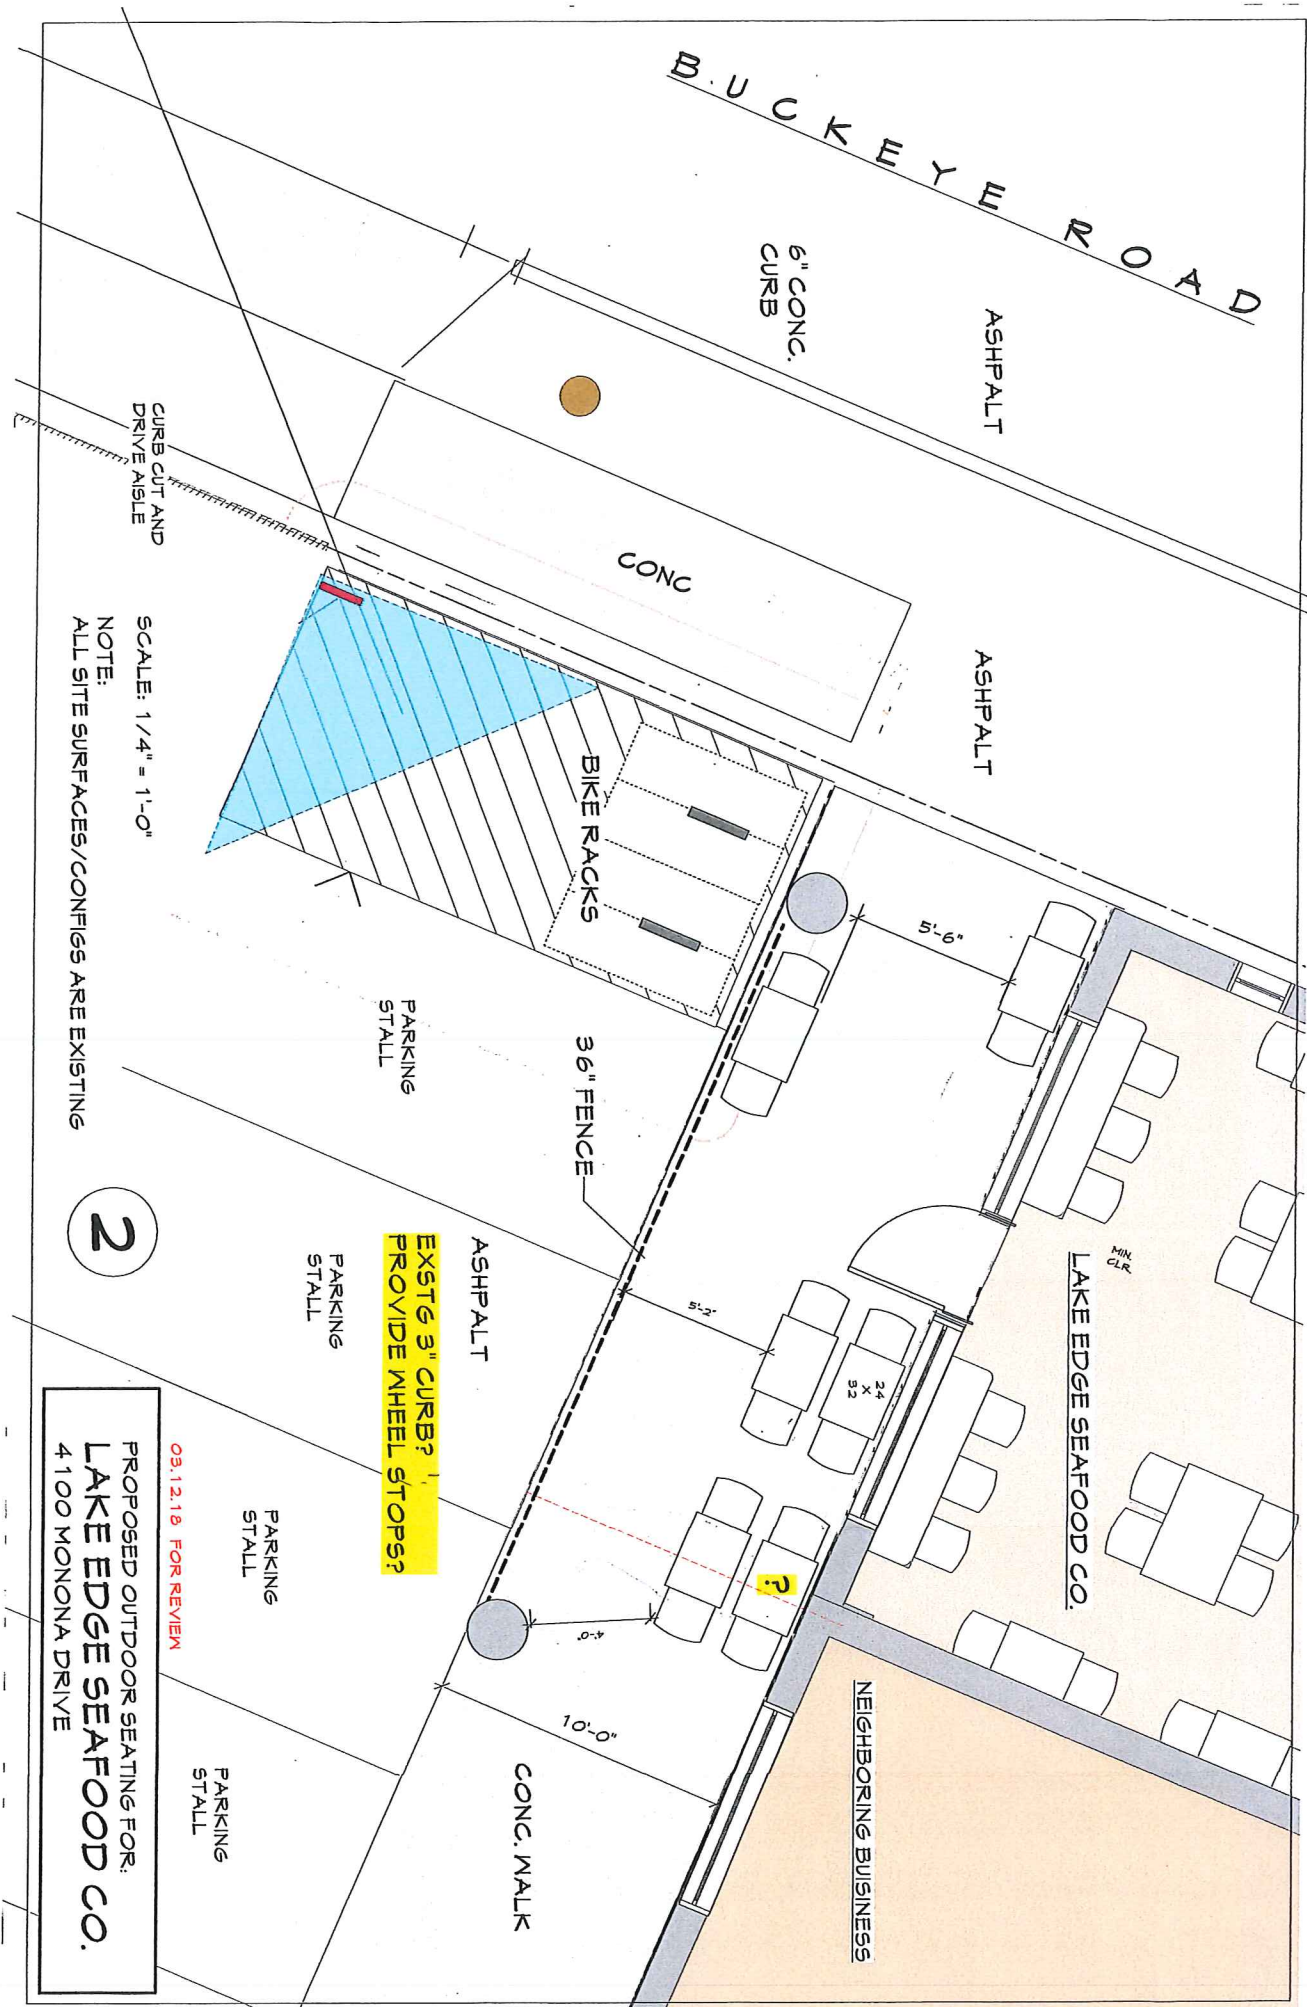 BUCKEYE ROAD
ASHPALT
6" CONC.
CURB
ASHPALT
CONC
CURB CUT AND
DRIVE AISLE
SCALE: 1/4" = 1'-0"
NOTE:
ALL SITE SURFACES/CONFIGS ARE EXISTING
BIKE RACKS
5'-6"
PARKING
STALL
36" FENCE
MIN.
CLR.
LAKE EDGE SEAFOOD CO.
5'-2"
24
X
32
ASHPALT
EXSTG 3" CURB?
PROVIDE WHEEL STOPS?
PARKING
STALL
2
?
4'-0"
PARKING
STALL
10'-0"
NEIGHBORING BUISINESS
CONC. WALK
PARKING
STALL
03.12.18 FOR REVIEW
PROPOSED OUTDOOR SEATING FOR:
LAKE EDGE SEAFOOD CO.
4100 MONONA DRIVE